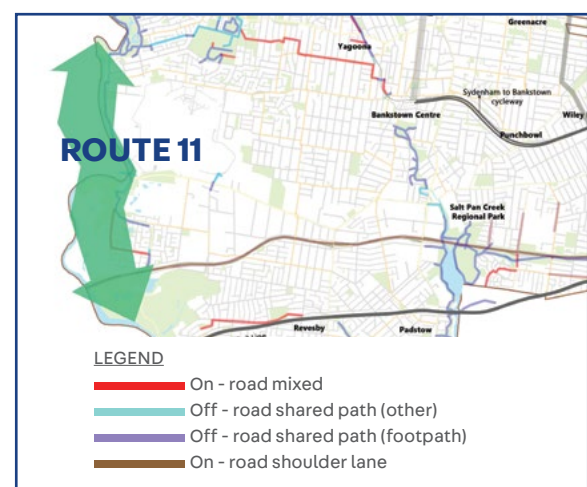 Greenacre
Yagoona
Sydenham to Bankstown
cycleway
Wiley
Bankstown Centre
Punchbowl
ROUTE 11
Salt Pan Creek
Regional Park
Revesby
Padstow
LEGEND
On - road mixed
Off - road shared path (other)
Off - road shared path (footpath)
On - road shoulder lane